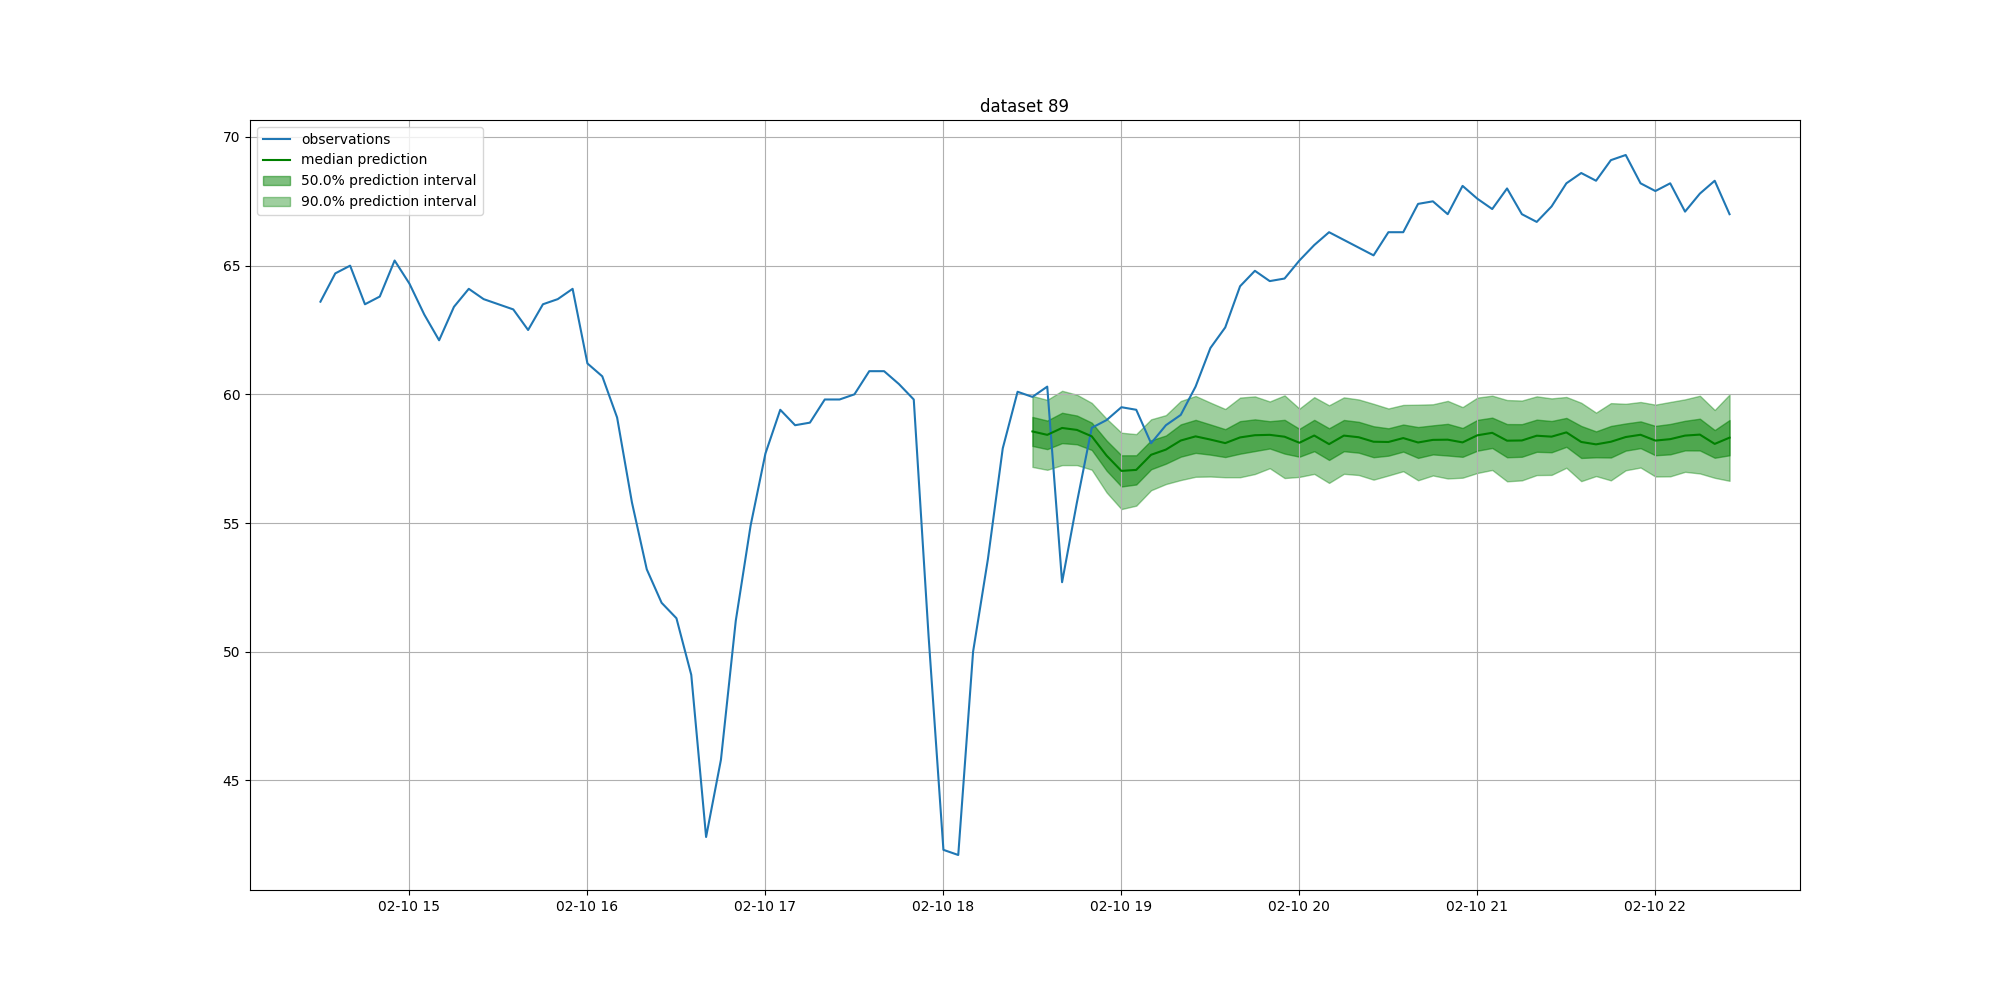 dataset 89
observations
median prediction
50.0% prediction interval
90.0% prediction interval
70
65
60
55
50
45
02-10 15
02-10 16
02-10 17
02-10 18
02-10 19
02-10 20
02-10 21
02-10 22